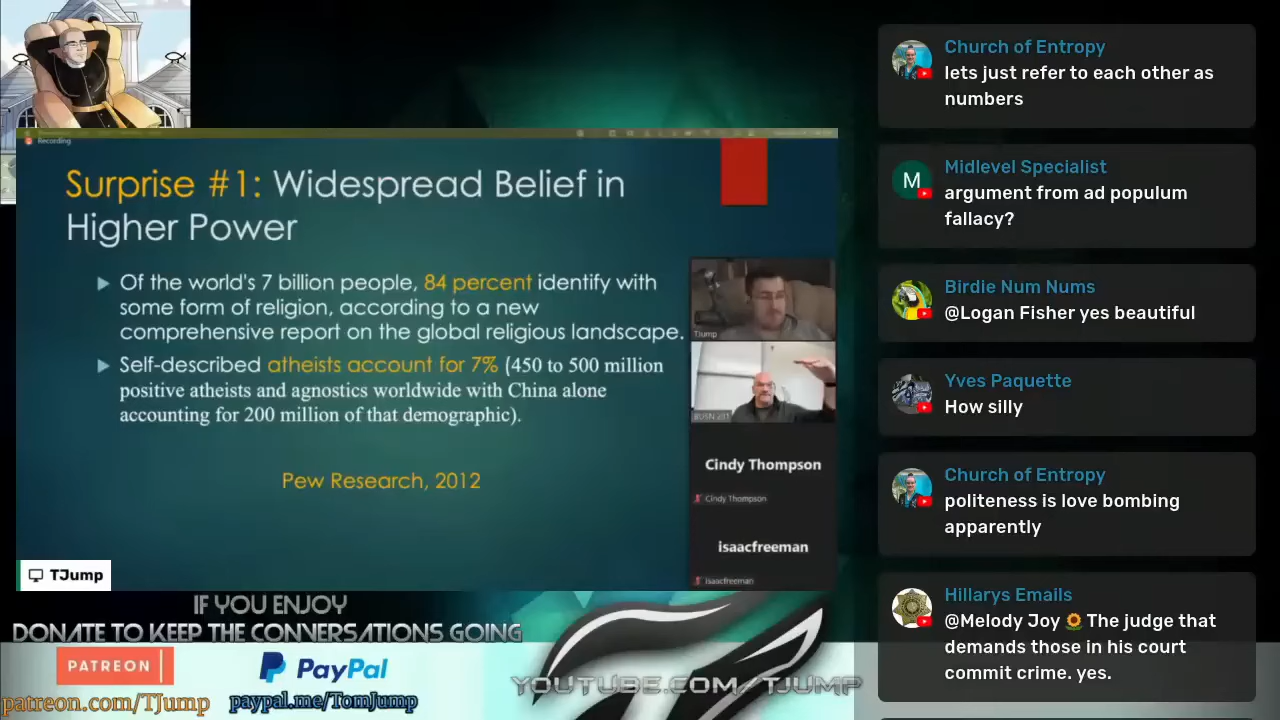 Recording
Surprise #1: Widespread Belief in
Higher Power
Of the world's 7 billion people, 84 percent identify with
some form of religion, according to a new
comprehensive report on the global religious landscape.
Self-described atheists account for 7% (450 to 500 million
positive atheists and agnostics worldwide with China alone
accounting for 200 million of that demographic).
Pew Research, 2012
TJump
Cindy Thompson
Cindy Thompson
isaacfreeman
isaacfreeman
TJump
IF YOU ENJOY
DONATE TO KEEP THE CONVERSATIONS GOING
PATREON
patreon.com/TJump
PayPal
paypal.me/TomJump
YOUTUBE.COM/TJUMP
Church of Entropy
lets just refer to each other as
numbers
M
Midlevel Specialist
argument from ad populum
fallacy?
Birdie Num Nums
@Logan Fisher yes beautiful
Yves Paquette
How silly
Church of Entropy
politeness is love bombing
apparently
Hillarys Emails
@Melody Joy 🌻 The judge that
demands those in his court
commit crime. yes.